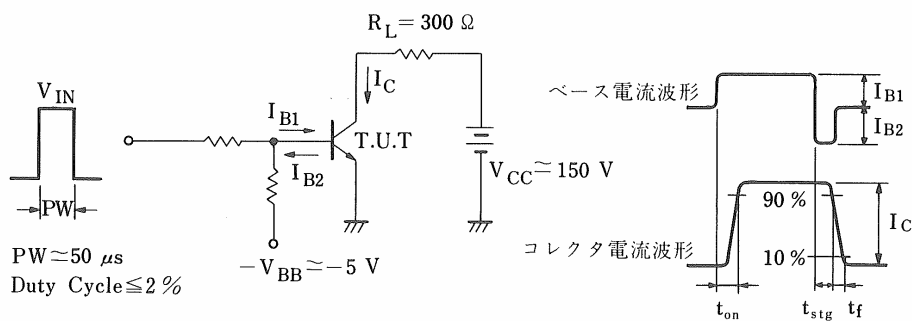 R_L = 300 Ω
V_IN
I_B1
I_C
T.U.T
I_B2
V_CC ≃ 150 V
PW
PW ≃ 50 μs
Duty Cycle ≦ 2 %
−V_BB ≃ −5 V
ベース電流波形
I_B1
I_B2
90 %
I_C
コレクタ電流波形
10 %
t_on
t_stg
t_f